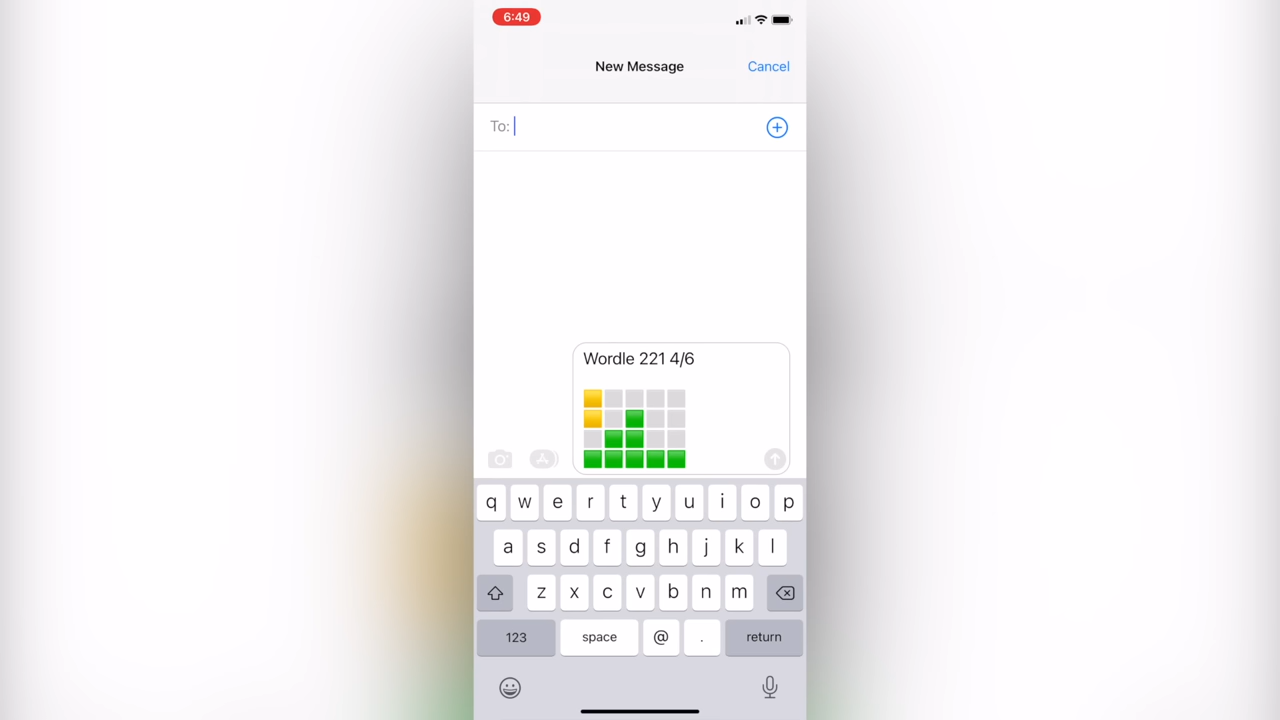 6:49
New Message
Cancel
To:
Wordle 221 4/6
q w e r t y u i o p
a s d f g h j k l
z x c v b n m
123 space @ . return